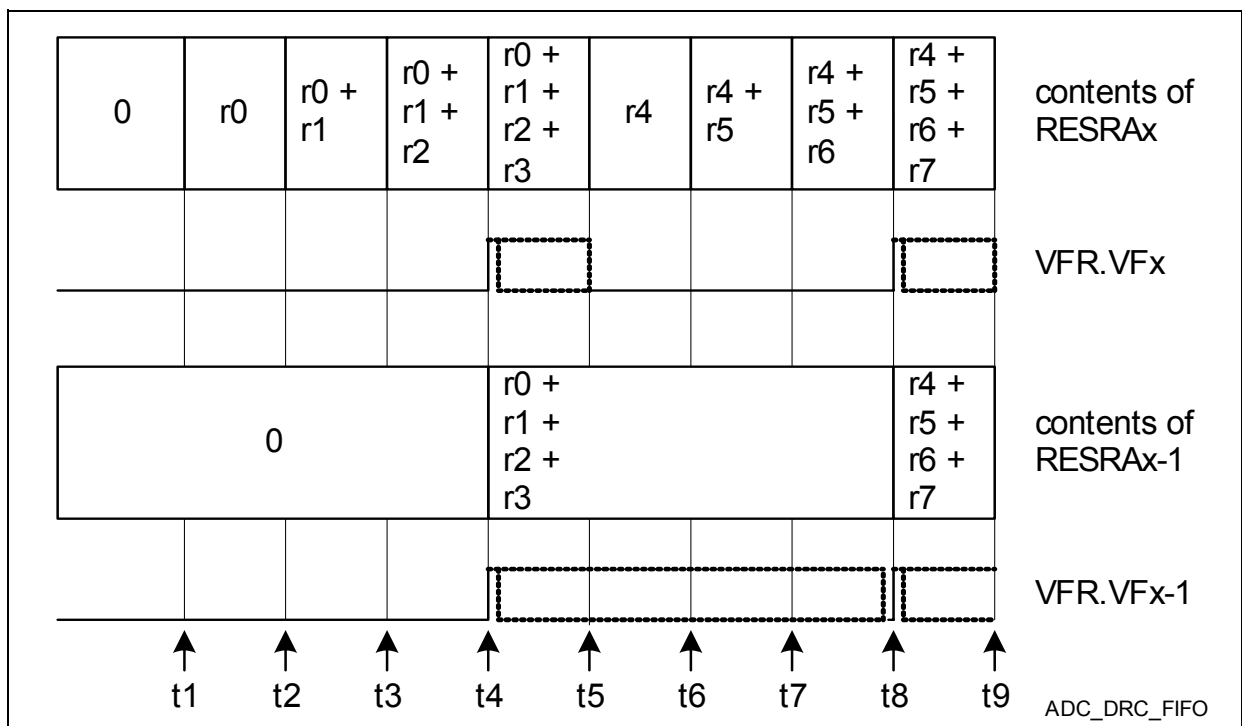 0
r0
r0 +
r1
r0 +
r1 +
r2
r0 +
r1 +
r2 +
r3
r4
r4 +
r5
r4 +
r5 +
r6
r4 +
r5 +
r6 +
r7
contents of
RESRAx
VFR.VFx
0
r0 +
r1 +
r2 +
r3
r4 +
r5 +
r6 +
r7
contents of
RESRAx-1
VFR.VFx-1
t1 t2 t3 t4 t5 t6 t7 t8 t9
ADC_DRC_FIFO